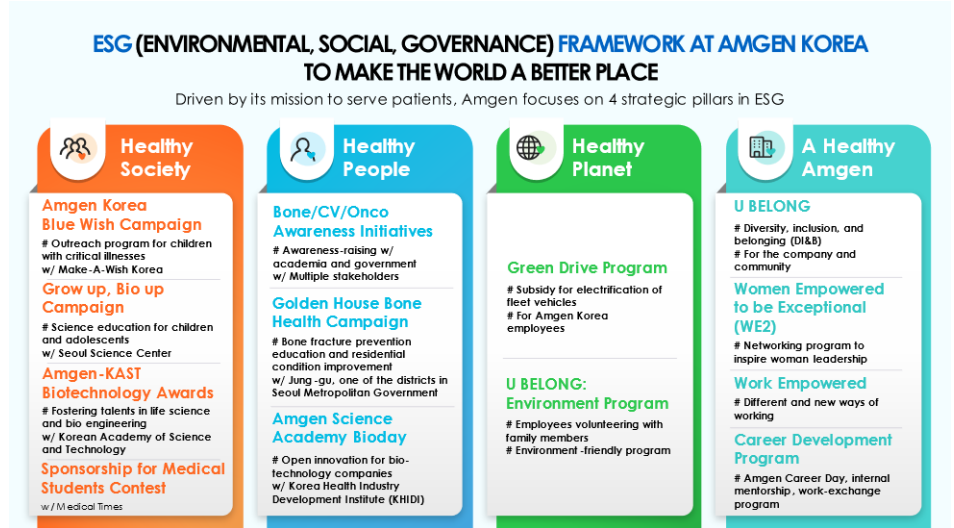 ESG (ENVIRONMENTAL, SOCIAL, GOVERNANCE) FRAMEWORK AT AMGEN KOREA
TO MAKE THE WORLD A BETTER PLACE
Driven by its mission to serve patients, Amgen focuses on 4 strategic pillars in ESG
Healthy
Society
Amgen Korea
Blue Wish Campaign
# Outreach program for children
with critical illnesses
w/ Make-A-Wish Korea
Grow up, Bio up
Campaign
# Science education for children
and adolescents
w/ Seoul Science Center
Amgen-KAST
Biotechnology Awards
# Fostering talents in life science
and bio engineering
w/ Korean Academy of Science
and Technology
Sponsorship for Medical
Students Contest
w/ Medical Times
Healthy
People
Bone/CV/Onco
Awareness Initiatives
# Awareness-raising w/
academia and government
w/ Multiple stakeholders
Golden House Bone
Health Campaign
# Bone fracture prevention
education and residential
condition improvement
w/ Jung-gu, one of the districts in
Seoul Metropolitan Government
Amgen Science
Academy Bioday
# Open innovation for bio-
technology companies
w/ Korea Health Industry
Development Institute (KHIDI)
Healthy
Planet
Green Drive Program
# Subsidy for electrification of
fleet vehicles
# For Amgen Korea
employees
U BELONG:
Environment Program
# Employees volunteering with
family members
# Environment-friendly program
A Healthy
Amgen
U BELONG
# Diversity, inclusion, and
belonging (DI&B)
# For the company and
community
Women Empowered
to be Exceptional
(WE2)
# Networking program to
inspire woman leadership
Work Empowered
# Different and new ways of
working
Career Development
Program
# Amgen Career Day, internal
mentorship, work-exchange
program